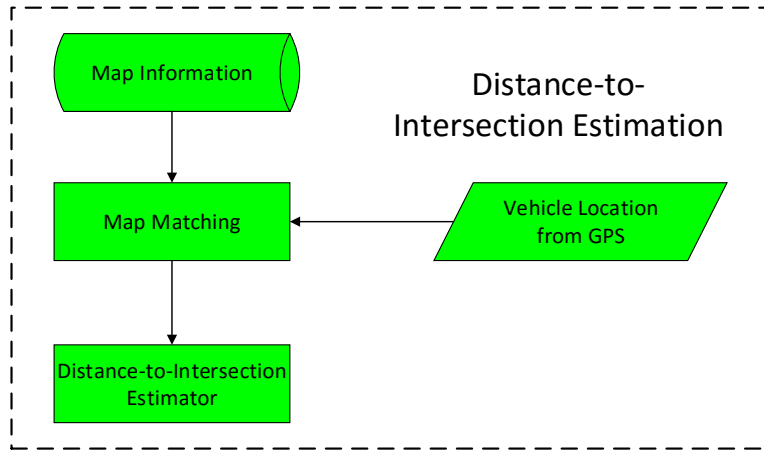 Map Information
Distance-to-
Intersection Estimation
Map Matching
Vehicle Location
from GPS
Distance-to-Intersection
Estimator